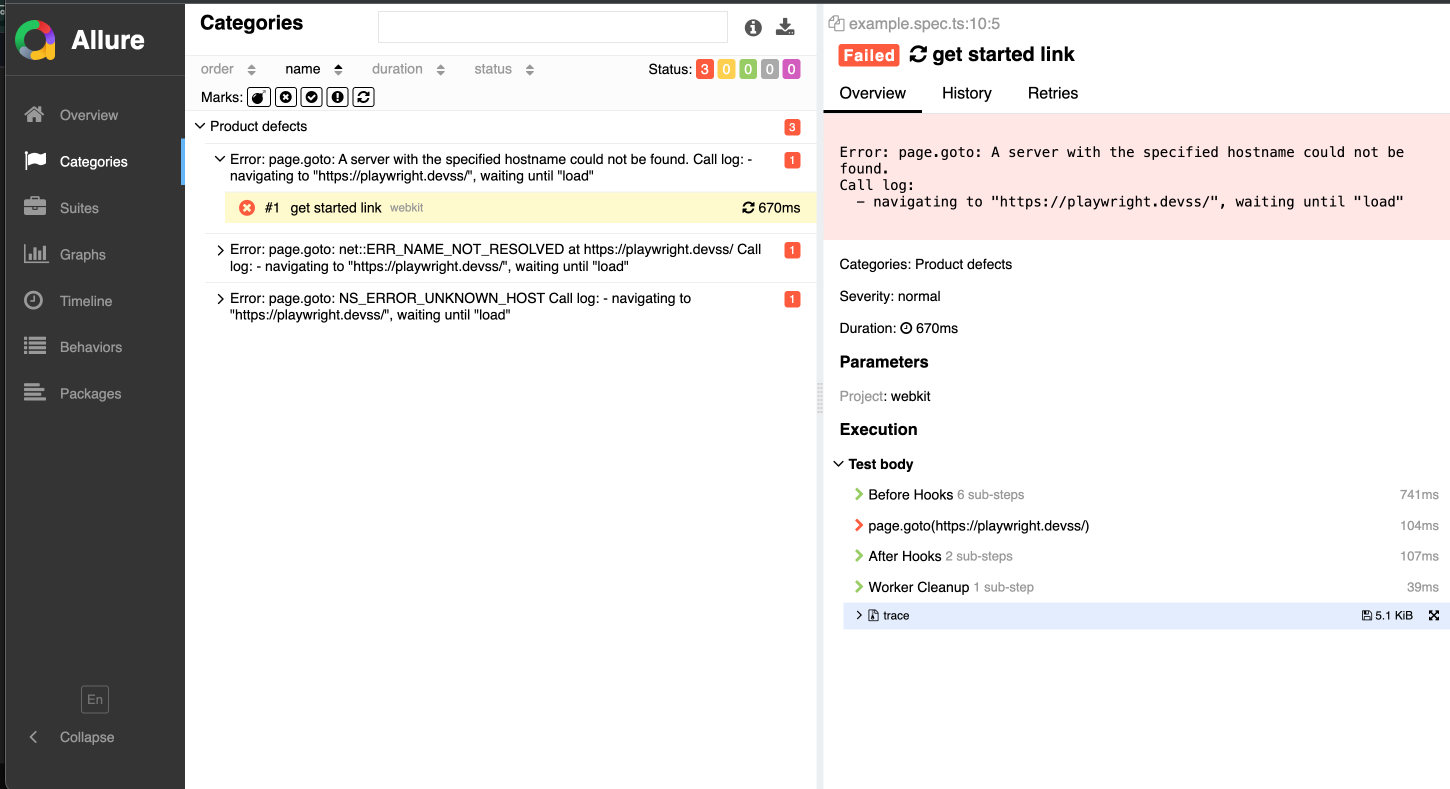 Allure
Overview
Categories
Suites
Graphs
Timeline
Behaviors
Packages
En
Collapse
Categories
order name duration status Status: 3 0 0 0 0
Marks:
Product defects 3
Error: page.goto: A server with the specified hostname could not be found. Call log: - 1
navigating to "https://playwright.devss/", waiting until "load"
#1 get started link webkit 670ms
Error: page.goto: net::ERR_NAME_NOT_RESOLVED at https://playwright.devss/ Call 1
log: - navigating to "https://playwright.devss/", waiting until "load"
Error: page.goto: NS_ERROR_UNKNOWN_HOST Call log: - navigating to 1
"https://playwright.devss/", waiting until "load"
example.spec.ts:10:5
Failed get started link
Overview History Retries
Error: page.goto: A server with the specified hostname could not be
found.
Call log:
- navigating to "https://playwright.devss/", waiting until "load"
Categories: Product defects
Severity: normal
Duration: 670ms
Parameters
Project: webkit
Execution
Test body
Before Hooks 6 sub-steps 741ms
page.goto(https://playwright.devss/) 104ms
After Hooks 2 sub-steps 107ms
Worker Cleanup 1 sub-step 39ms
trace 5.1 KiB